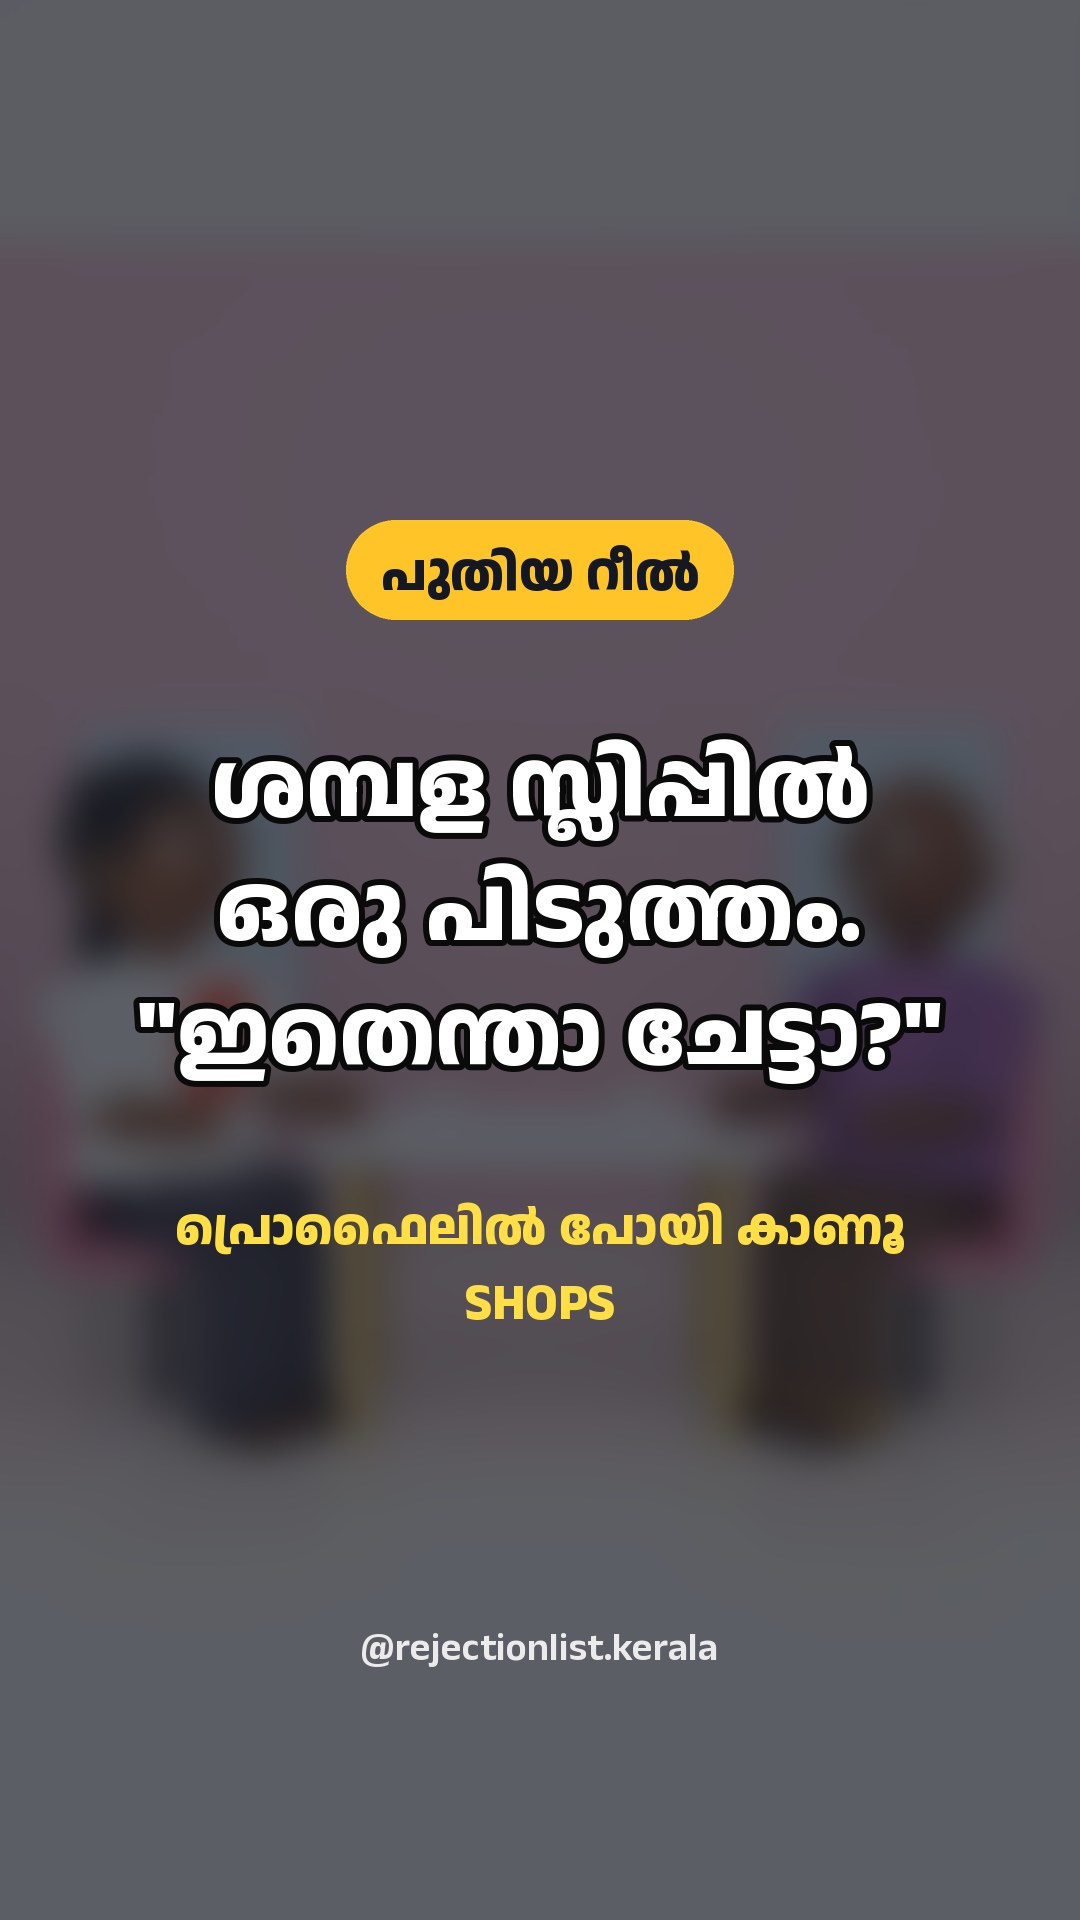 പുതിയ റീൽ
ശമ്പള സ്ലിപ്പിൽ
ഒരു പിടുത്തം.
"ഇതെന്താ ചേട്ടാ?"
പ്രൊഫൈലിൽ പോയി കാണൂ
SHOPS
@rejectionlist.kerala